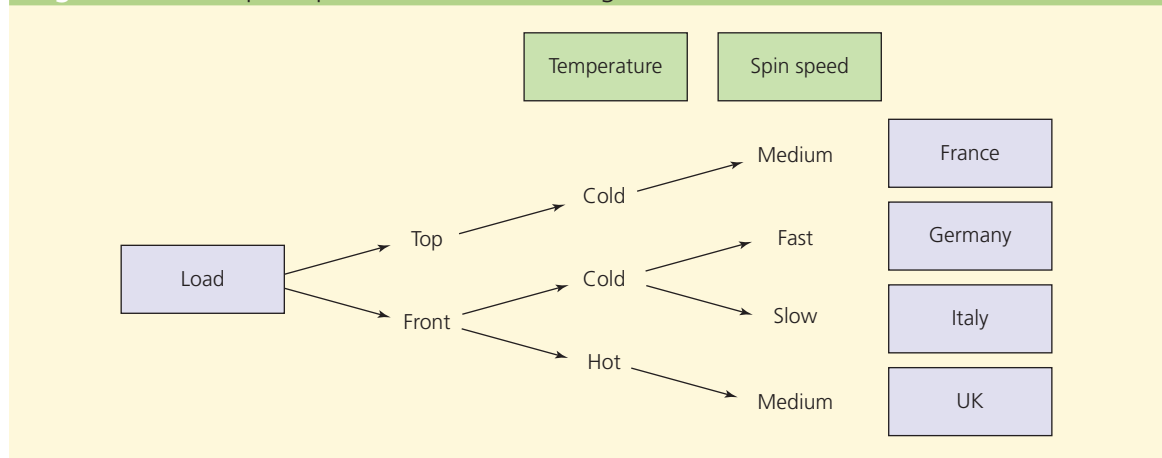 Temperature Spin speed
Medium France
Cold
Top Fast Germany
Load Cold
Front Slow Italy
Hot
Medium UK